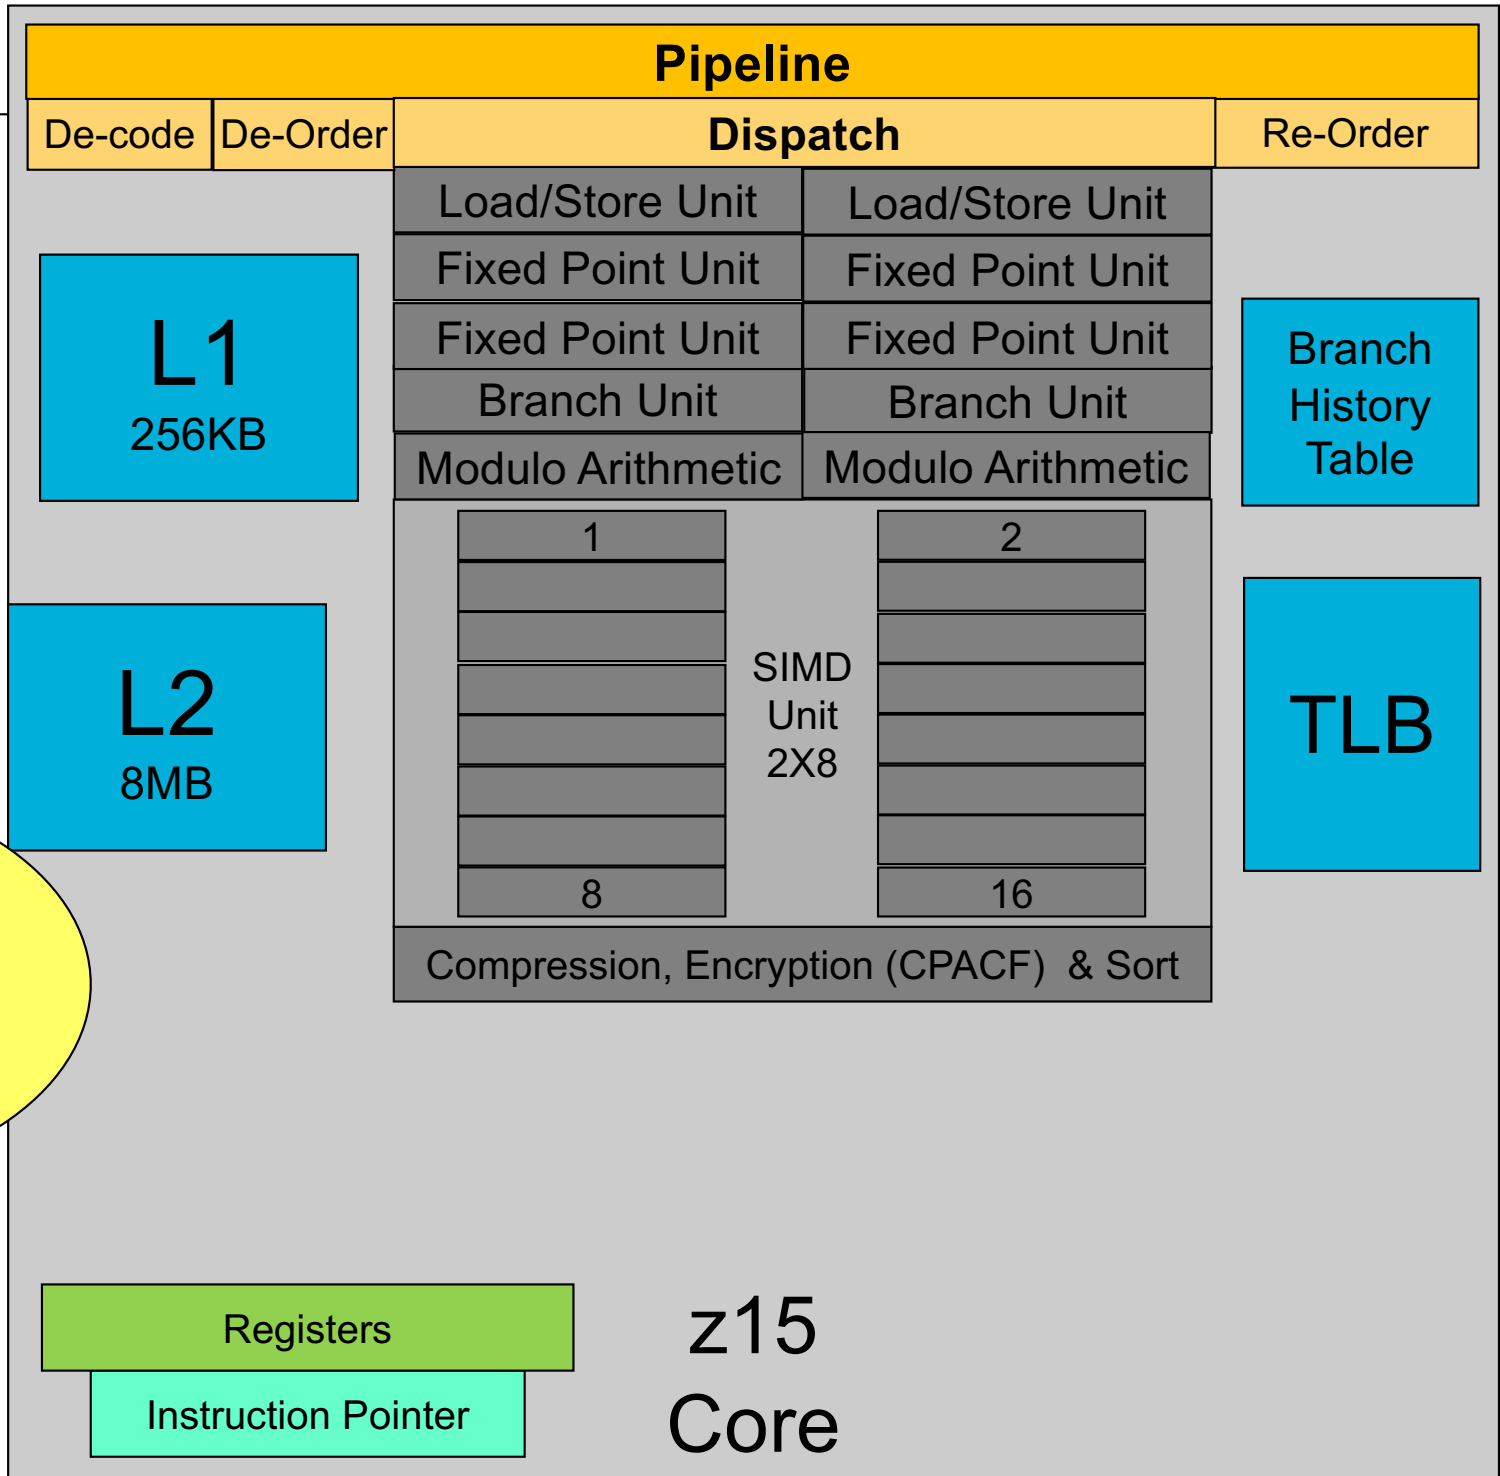 Pipeline
De-code De-Order Dispatch Re-Order
Load/Store Unit Load/Store Unit
Fixed Point Unit Fixed Point Unit
Fixed Point Unit Fixed Point Unit
Branch Unit Branch Unit
Modulo Arithmetic Modulo Arithmetic
L1
256KB
Branch
History
Table
1 2
SIMD
Unit
2X8
8 16
L2
8MB
TLB
Compression, Encryption (CPACF) & Sort
Registers
Instruction Pointer
z15
Core